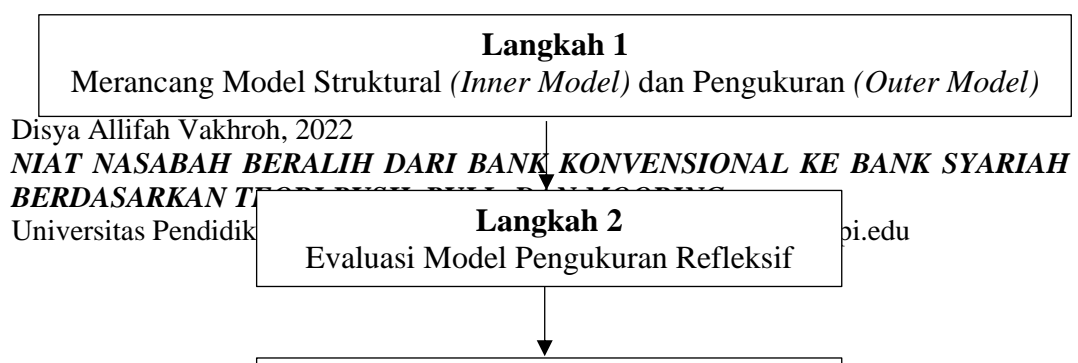 Langkah 1
Merancang Model Struktural (Inner Model) dan Pengukuran (Outer Model)
Disya Allifah Vakhroh, 2022
NIAT NASABAH BERALIH DARI BANK KONVENSIONAL KE BANK SYARIAH
BERDASARKAN
Universitas
Langkah 2
Evaluasi Model Pengukuran Refleksif